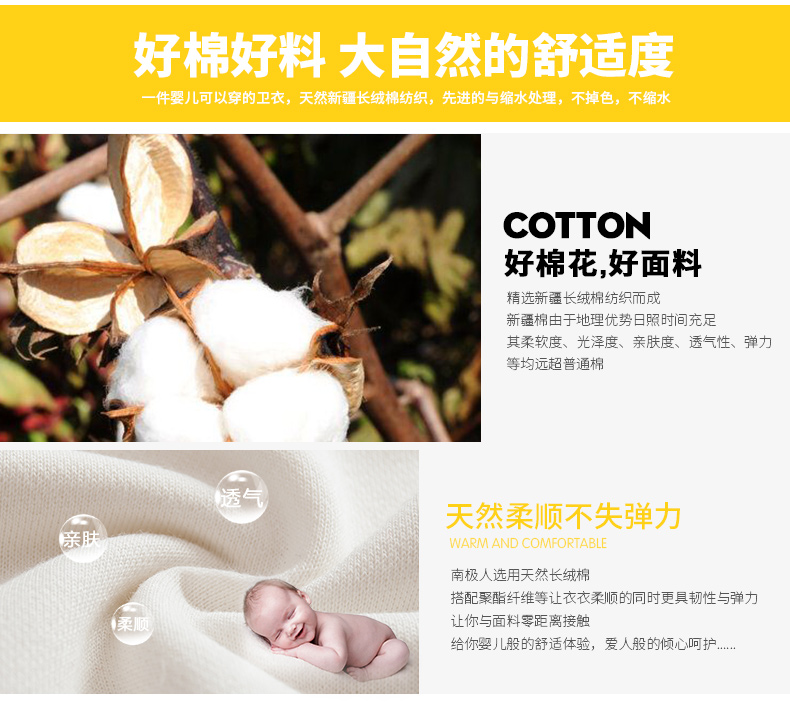 好棉好料 大自然的舒适度
一件婴儿可以穿的卫衣，天然新疆长绒棉纺织，先进的与缩水处理，不掉色，不缩水
COTTON
好棉花,好面料
精选新疆长绒棉纺织而成
新疆棉由于地理优势日照时间充足
其柔软度、光泽度、亲肤度、透气性、弹力
等均远超普通棉
透气
亲肤
柔顺
天然柔顺不失弹力
WARM AND COMFORTABLE
南极人选用天然长绒棉
搭配聚酯纤维等让衣衣柔顺的同时更具韧性与弹力
让你与面料零距离接触
给你婴儿般的舒适体验，爱人般的倾心呵护......